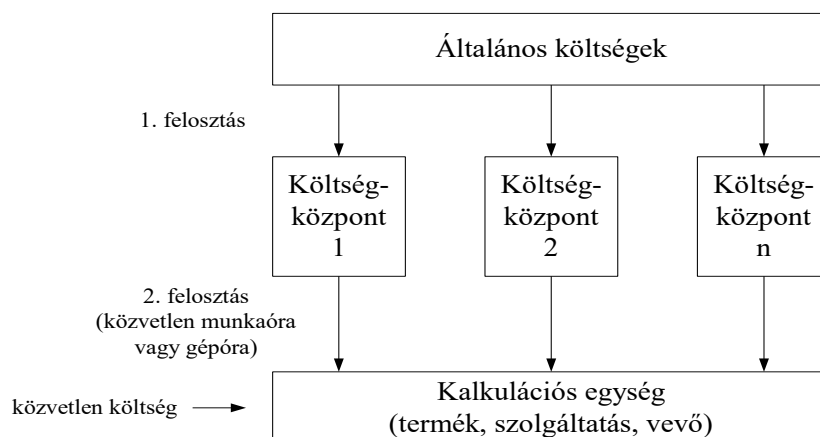 Általános költségek
1. felosztás
Költség-
központ
1
Költség-
központ
2
Költség-
központ
n
2. felosztás
(közvetlen munkaóra
vagy gépóra)
közvetlen költség
Kalkulációs egység
(termék, szolgáltatás, vevő)